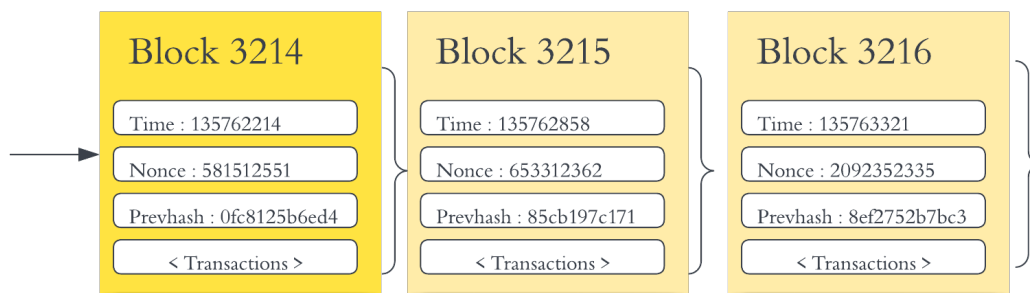 Block 3214
Time : 135762214
Nonce : 581512551
Prevhash : 0fc8125b6ed4
< Transactions >
Block 3215
Time : 135762858
Nonce : 653312362
Prevhash : 85cb197c171
< Transactions >
Block 3216
Time : 135763321
Nonce : 2092352335
Prevhash : 8ef2752b7bc3
< Transactions >